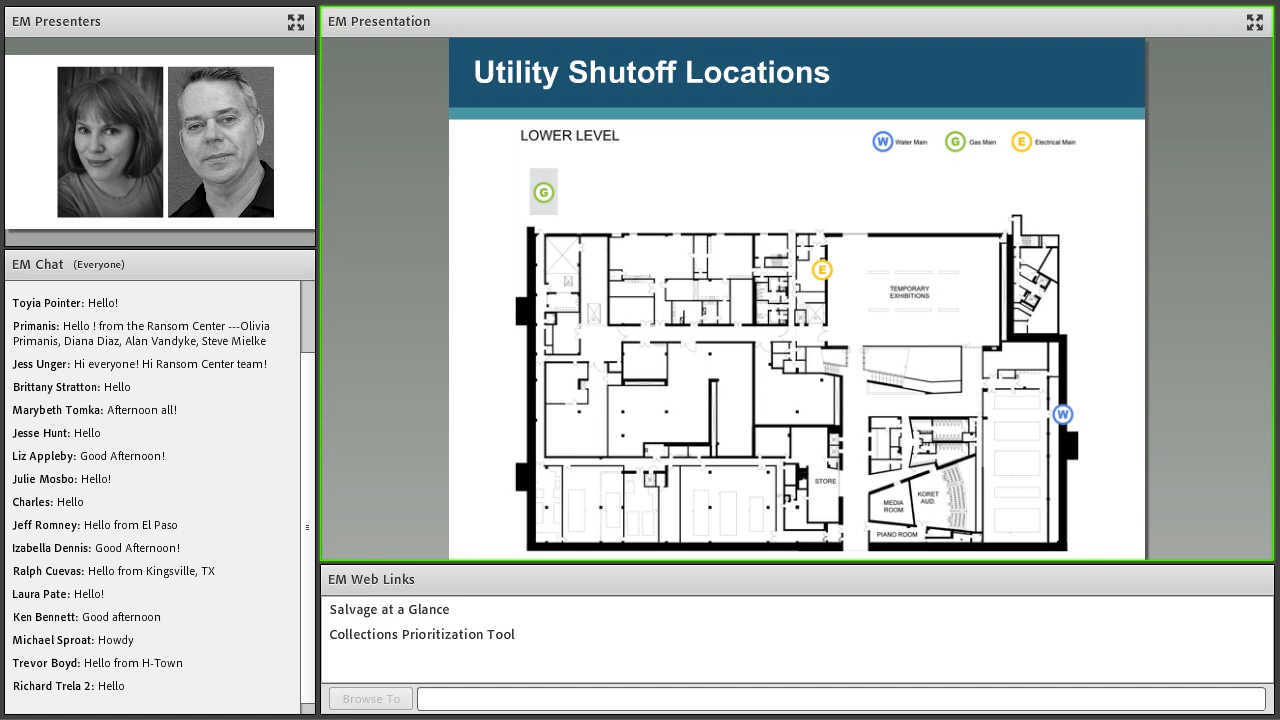 EM Presenters
EM Chat (Everyone)
Toyia Pointer: Hello!
Primanis: Hello ! from the Ransom Center ---Olivia
Primanis, Diana Diaz, Alan Vandyke, Steve Mielke
Jess Unger: Hi everyone! Hi Ransom Center team!
Brittany Stratton: Hello
Marybeth Tomka: Afternoon all!
Jesse Hunt: Hello
Liz Appleby: Good Afternoon!
Julie Mosbo: Hello!
Charles: Hello
Jeff Romney: Hello from El Paso
Izabella Dennis: Good Afternoon!
Ralph Cuevas: Hello from Kingsville, TX
Laura Pate: Hello!
Ken Bennett: Good afternoon
Michael Sproat: Howdy
Trevor Boyd: Hello from H-Town
Richard Trela 2: Hello
EM Presentation
Utility Shutoff Locations
LOWER LEVEL
W Water Main G Gas Main E Electrical Main
G
E
TEMPORARY
EXHIBITIONS
W
STORE
MEDIA
ROOM
KORET
AUD.
PIANO ROOM
EM Web Links
Salvage at a Glance
Collections Prioritization Tool
Browse To